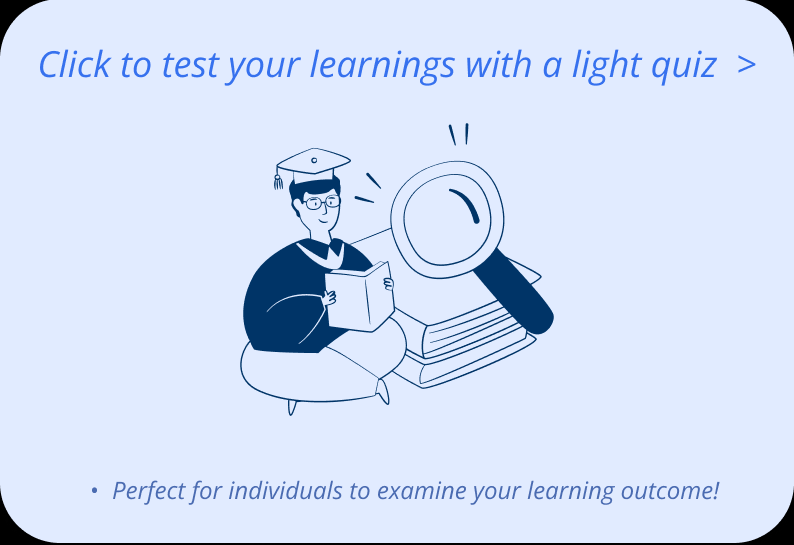 Click to test your learnings with a light quiz >
• Perfect for individuals to examine your learning outcome!